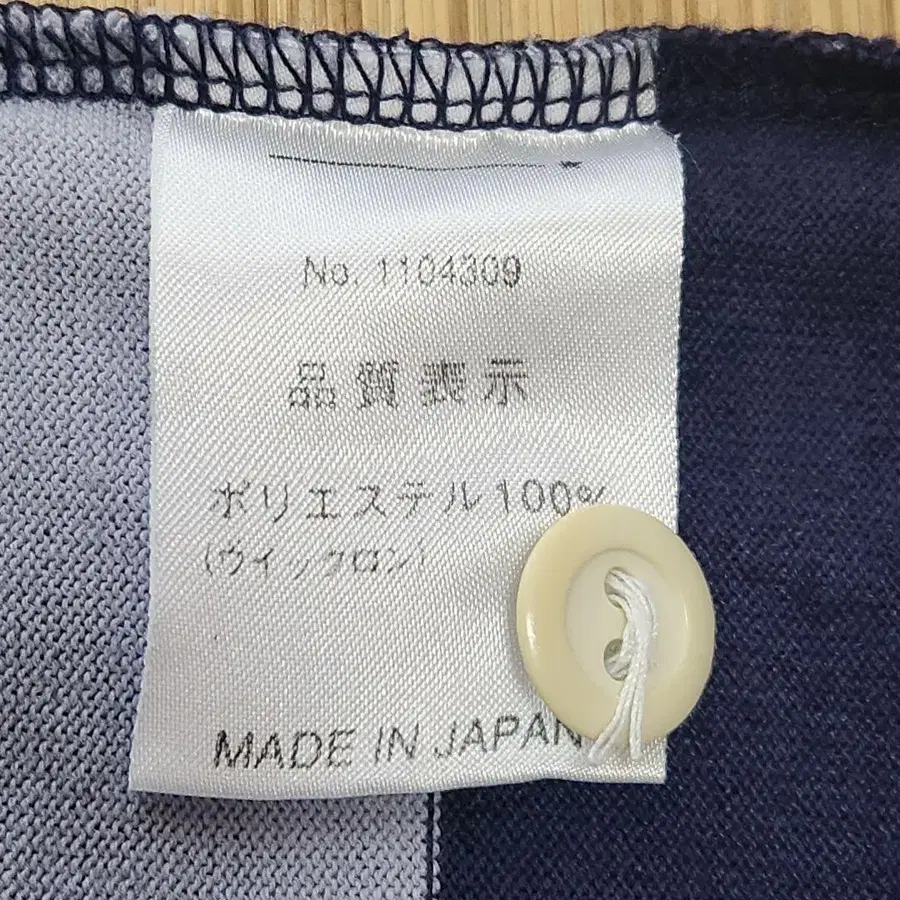 No. 1104309
品質表示
ポリエステル100%
(ウイックロン)
MADE IN JAPAN